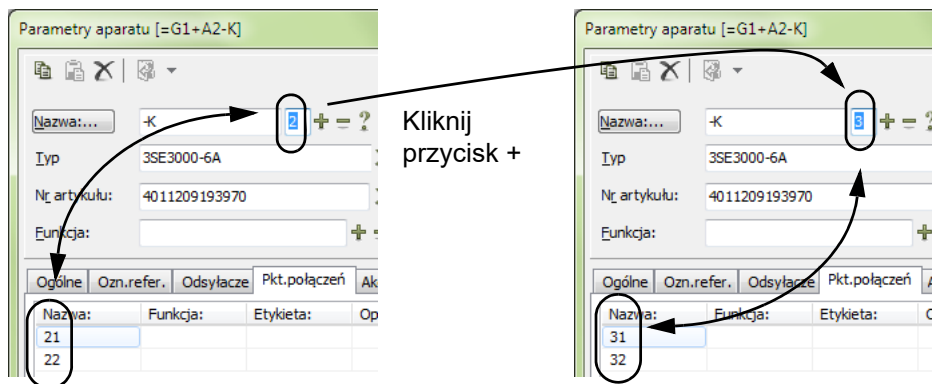 Parametry aparatu [=G1+A2-K]
Nazwa:... -K 2
Typ 3SE3000-6A
Nr artykułu: 4011209193970
Funkcja:
Ogólne Ozn.refer. Odsyłacze Pkt.połączeń Ak
Nazwa: Funkcja: Etykieta: Op
21
22
Kliknij
przycisk +
Parametry aparatu [=G1+A2-K]
Nazwa:... -K 3
Typ 3SE3000-6A
Nr artykułu: 4011209193970
Funkcja:
Ogólne Ozn.refer. Odsyłacze Pkt.połączeń
Nazwa: Funkcja: Etykieta:
31
32